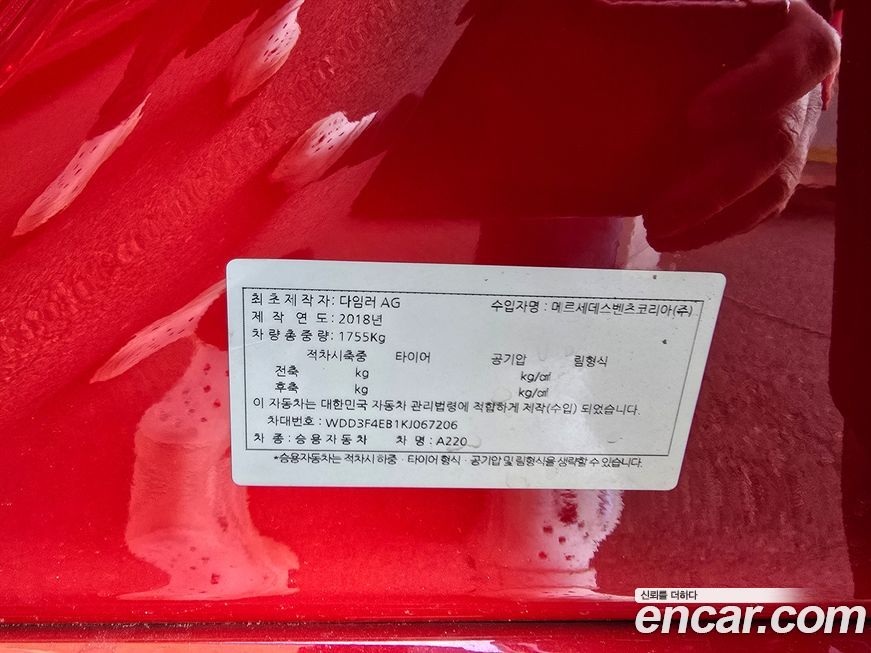 최초제작자: 다임러 AG 수입자명 : 메르세데스벤츠코리아(주)
제 작 연 도 : 2018년
차 량 총 중 량 : 1755Kg
적차시축중 타이어 공기압 림형식
전축 kg kg/㎠
후축 kg kg/㎠
이 자동차는 대한민국 자동차 관리법령에 적합하게 제작(수입) 되었습니다.
차대번호 : WDD3F4EB1KJ067206
차 종 : 승용자동차 차 명 : A220
*승용자동차는 적차시 하중 · 타이어 형식 · 공기압 및 림형식을 생략할 수 있습니다.
신뢰를 더하다
encar.com